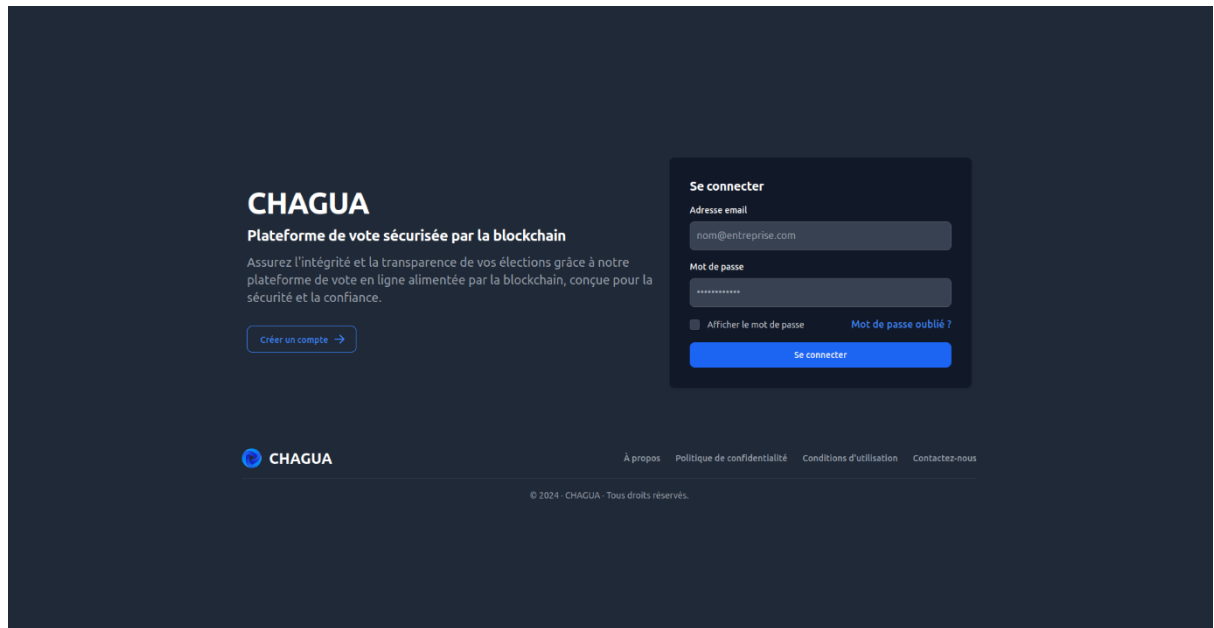 CHAGUA
Plateforme de vote sécurisée par la blockchain
Assurez l'intégrité et la transparence de vos élections grâce à notre
plateforme de vote en ligne alimentée par la blockchain, conçue pour la
sécurité et la confiance.
Créer un compte →
Se connecter
Adresse email
nom@entreprise.com
Mot de passe
••••••••••••
Afficher le mot de passe
Mot de passe oublié ?
Se connecter
CHAGUA
À propos Politique de confidentialité Conditions d'utilisation Contactez-nous
© 2024 · CHAGUA · Tous droits réservés.